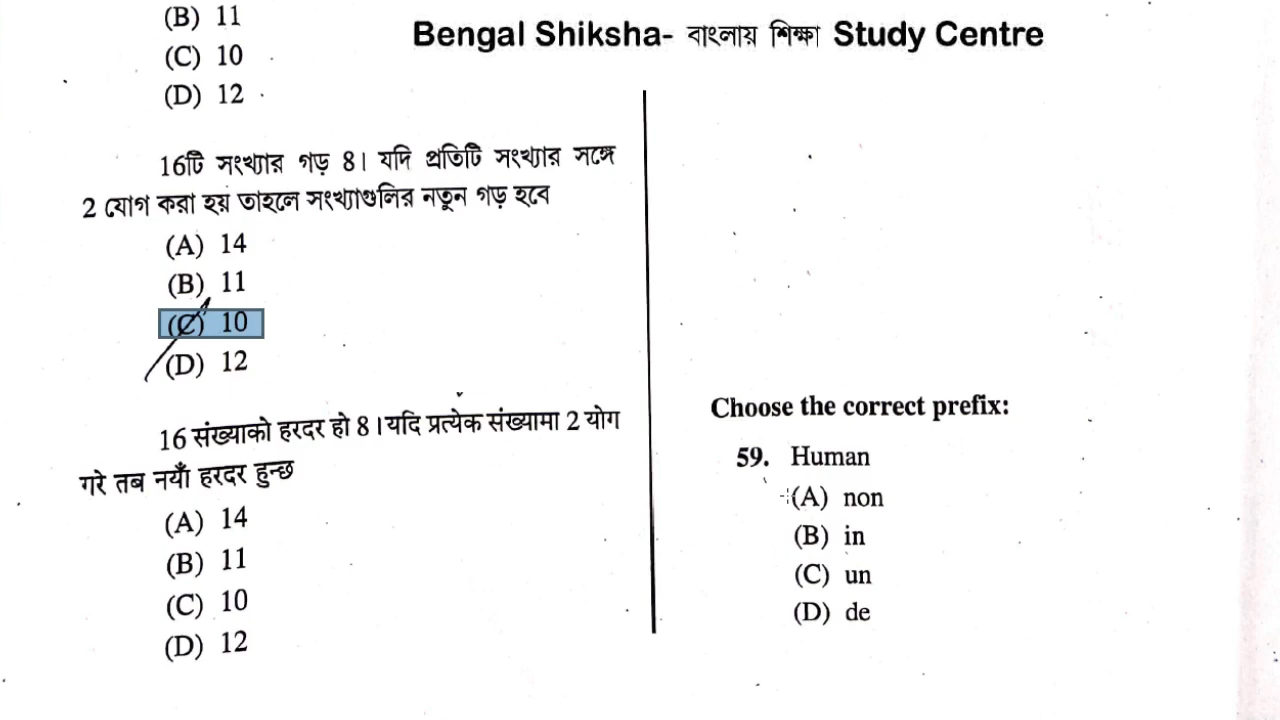 Bengal Shiksha- বাংলায় শিক্ষা Study Centre
(B) 11
(C) 10
(D) 12
16টি সংখ্যার গড় 8। যদি প্রতিটি সংখ্যার সঙ্গে
2 যোগ করা হয় তাহলে সংখ্যাগুলির নতুন গড় হবে
(A) 14
(B) 11
(C) 10
(D) 12
16 संख्याको हरदर हो 8।यदि प्रत्येक संख्यामा 2 योग
गरे तब नयाँ हरदर हुन्छ
(A) 14
(B) 11
(C) 10
(D) 12
Choose the correct prefix:
59. Human
(A) non
(B) in
(C) un
(D) de